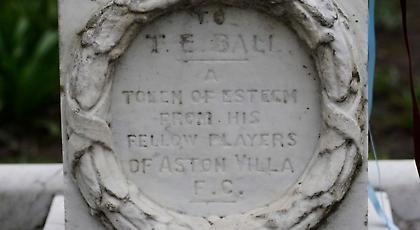 TO
T. E. BALL.
A
TOKEN OF ESTEEM
FROM HIS
FELLOW PLAYERS
OF ASTON VILLA
F. C.